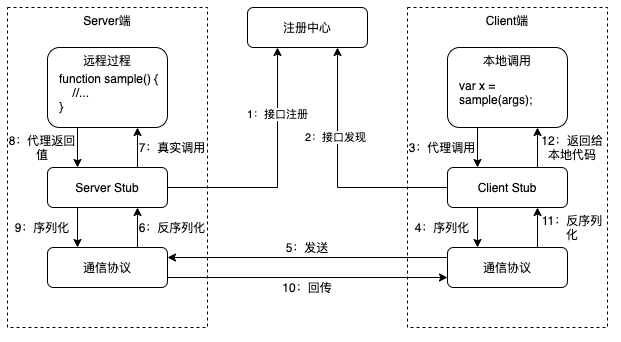 Server端
注册中心
Client端
远程过程
function sample() {
//...
}
本地调用
var x =
sample(args);
1：接口注册
2：接口发现
8：代理返回
值
7：真实调用
3：代理调用
12：返回给
本地代码
Server Stub
Client Stub
9：序列化
6：反序列化
4：序列化
11：反序列
化
5：发送
通信协议
通信协议
10：回传